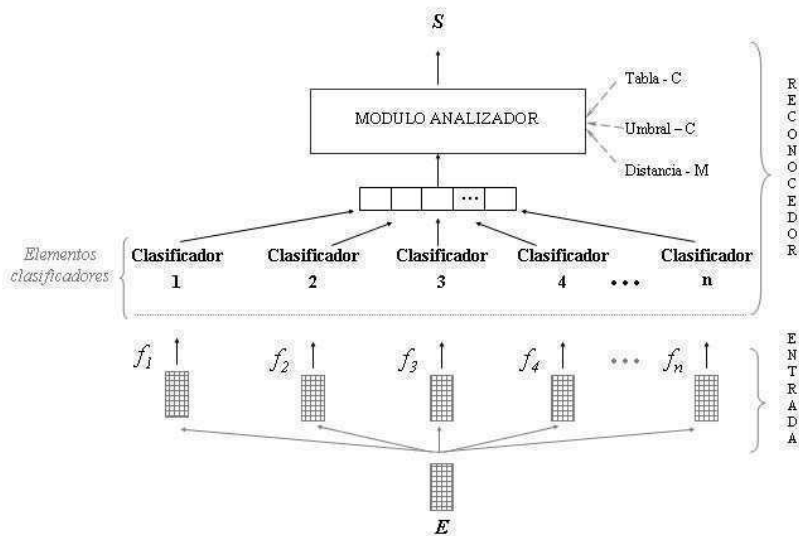 S
Tabla - C
MODULO ANALIZADOR
Umbral – C
Distancia - M
RECONOCEDOR
...
Elementos
clasificadores
Clasificador
1
Clasificador
2
Clasificador
3
Clasificador
4
...
Clasificador
n
f1
f2
f3
f4
...
fn
ENTRADA
E